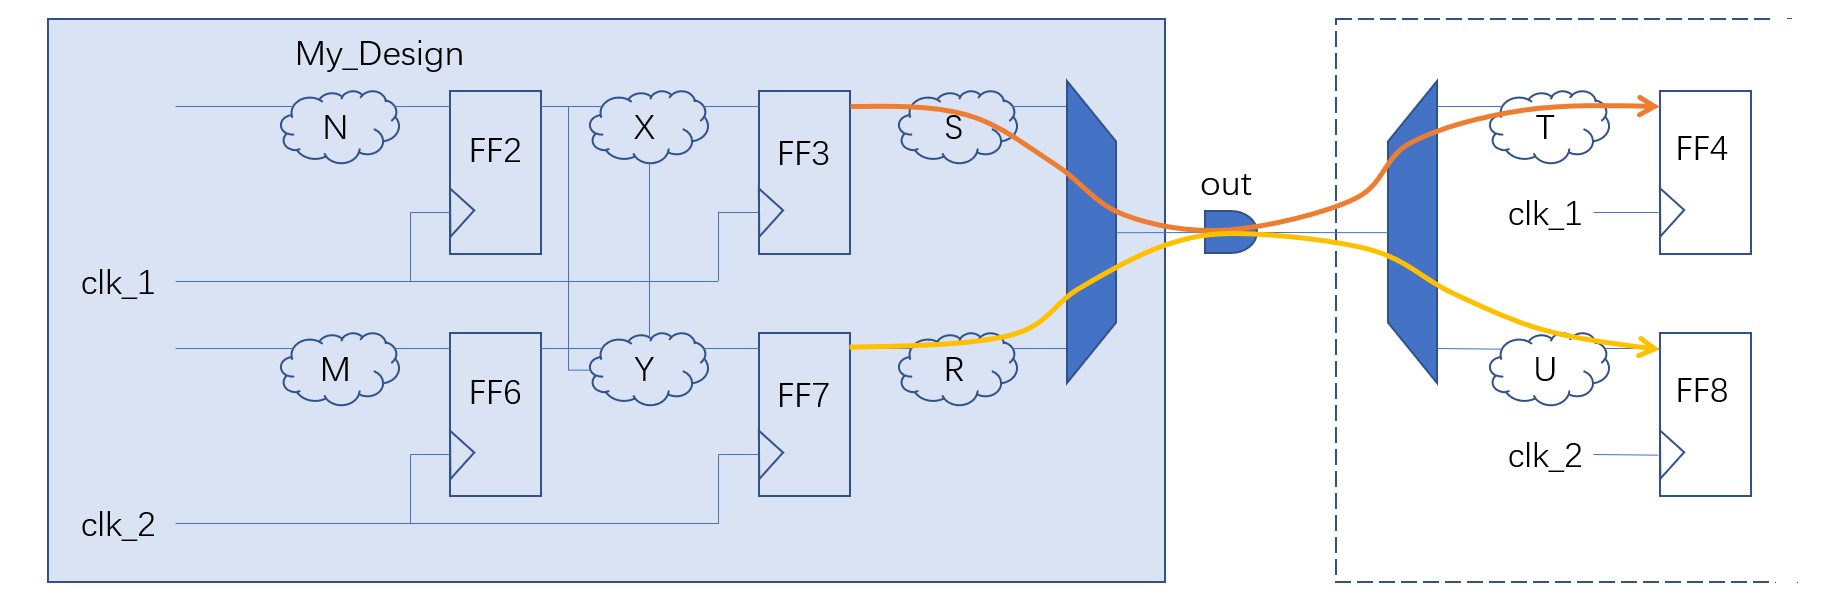 My_Design
N
FF2
X
FF3
S
out
T
FF4
clk_1
clk_1
M
FF6
Y
FF7
R
U
FF8
clk_2
clk_2